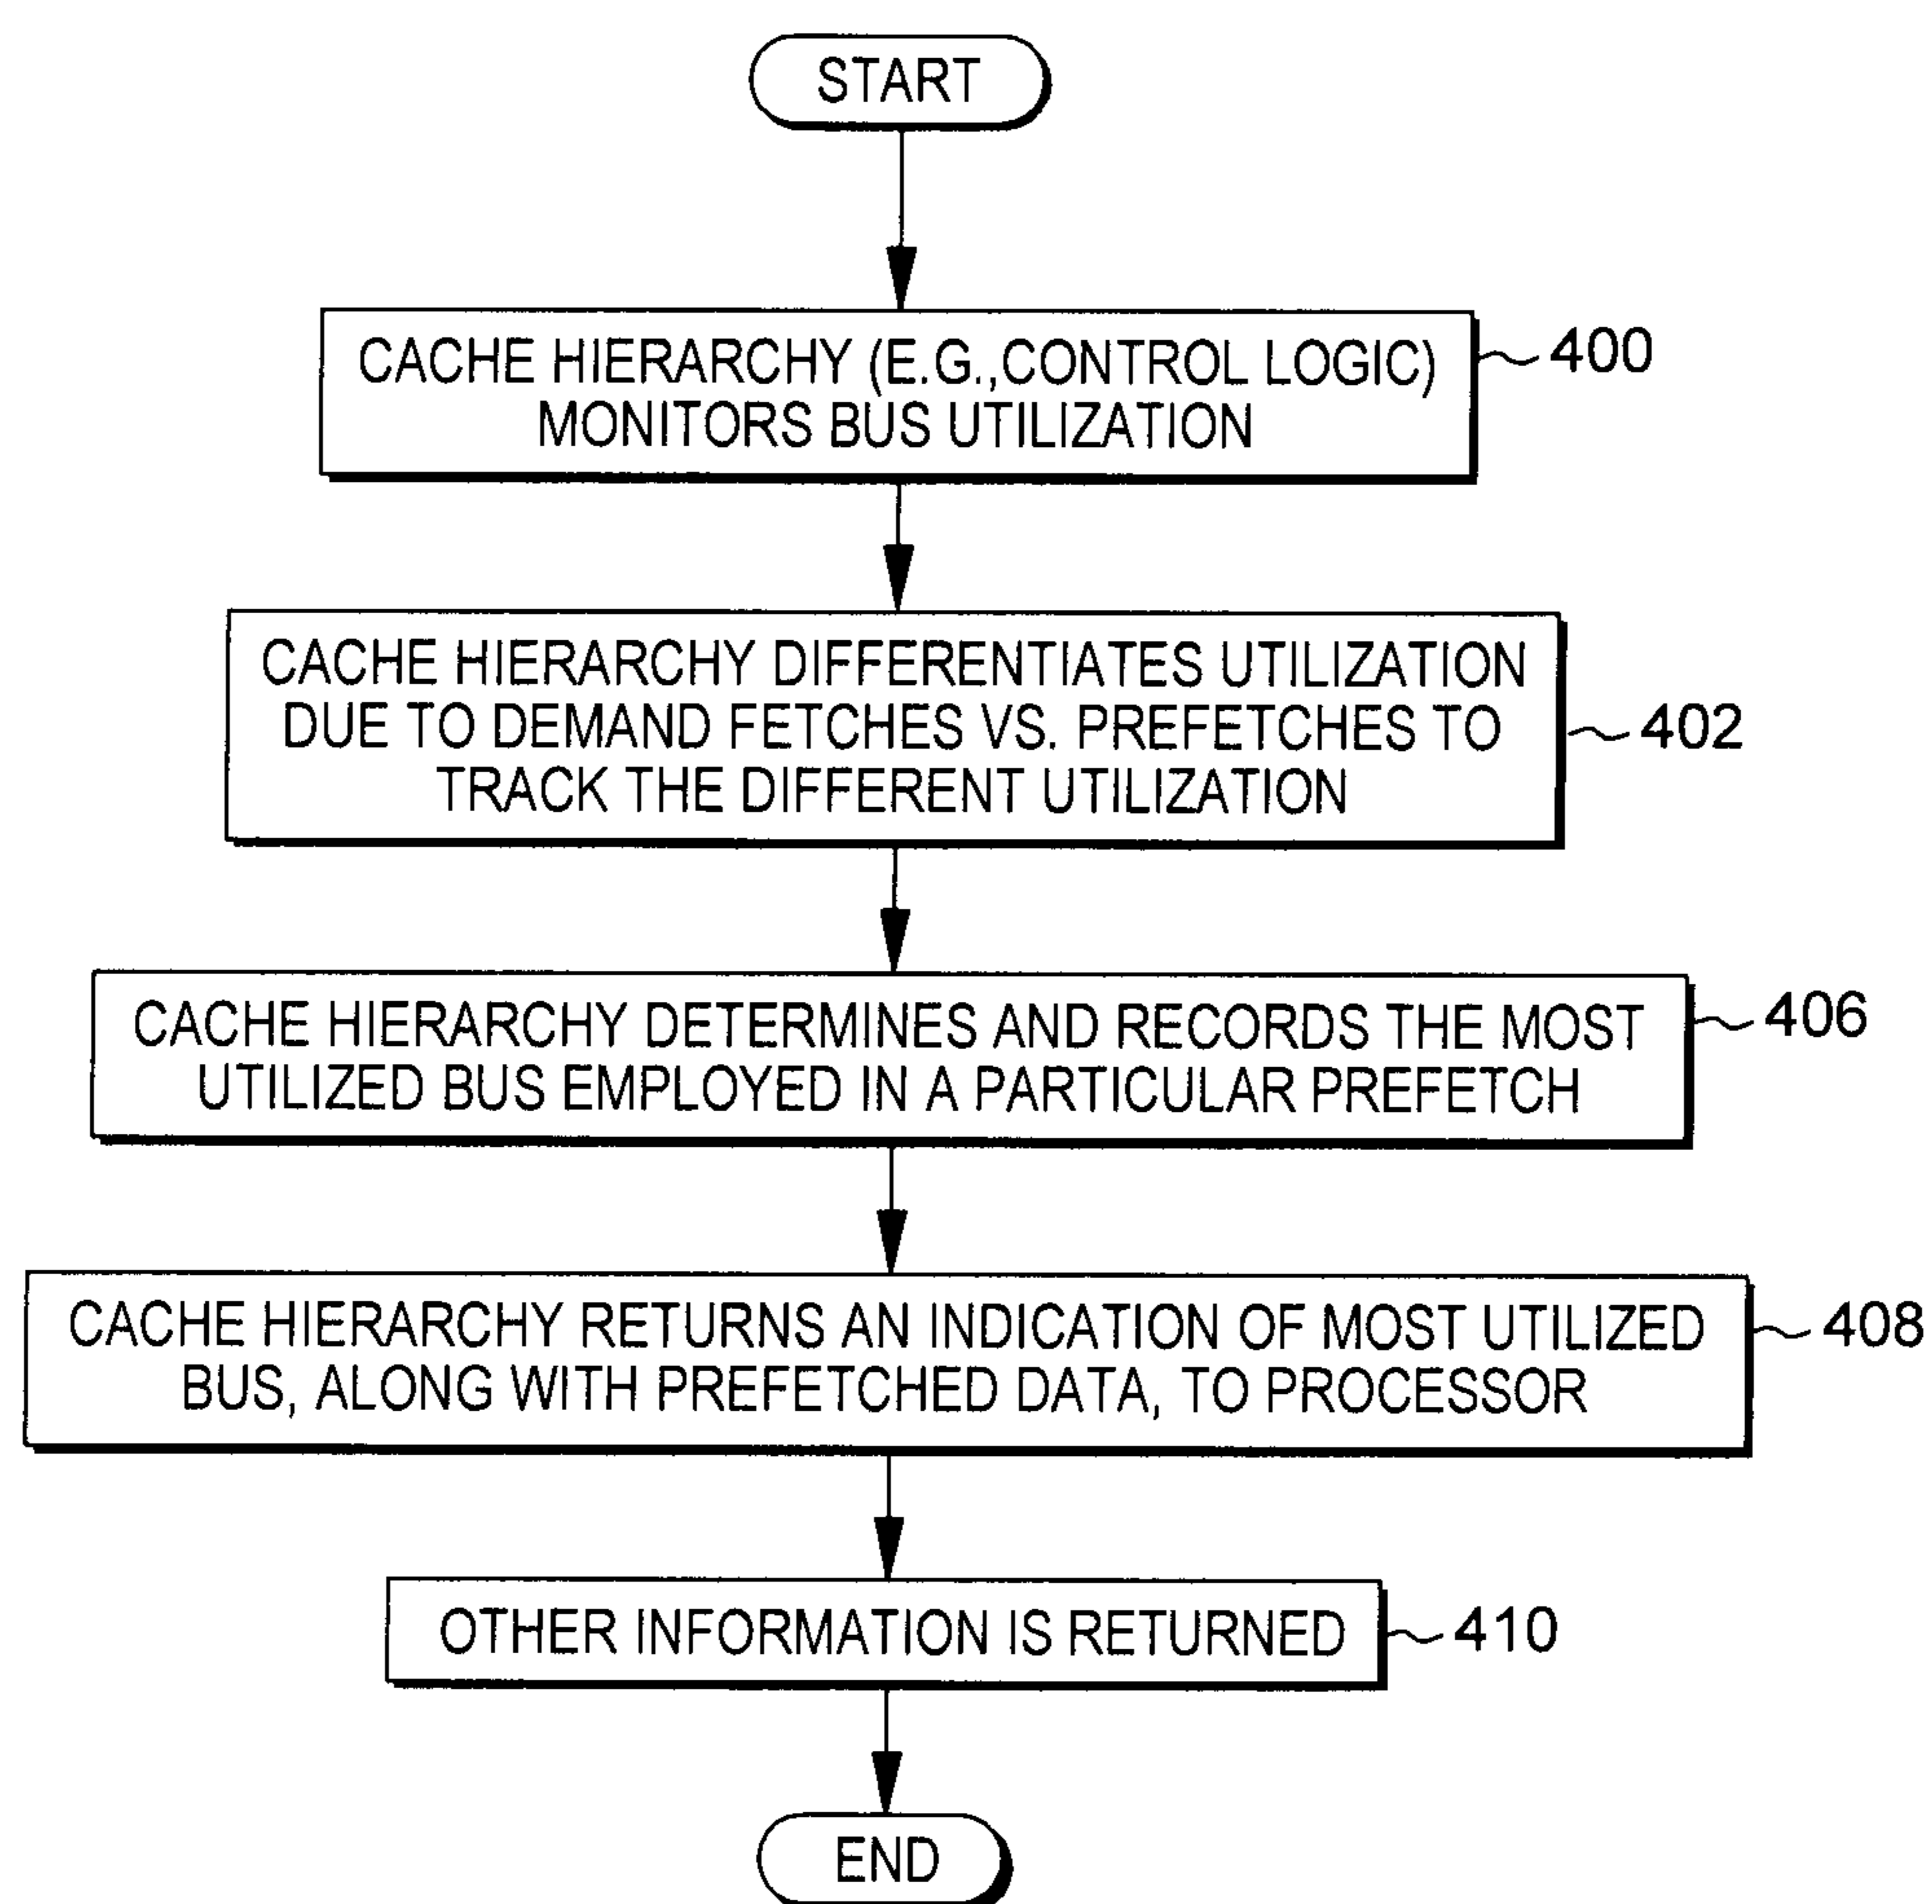 START
CACHE HIERARCHY (E.G.,CONTROL LOGIC)
MONITORS BUS UTILIZATION
400
CACHE HIERARCHY DIFFERENTIATES UTILIZATION
DUE TO DEMAND FETCHES VS. PREFETCHES TO
TRACK THE DIFFERENT UTILIZATION
402
CACHE HIERARCHY DETERMINES AND RECORDS THE MOST
UTILIZED BUS EMPLOYED IN A PARTICULAR PREFETCH
406
CACHE HIERARCHY RETURNS AN INDICATION OF MOST UTILIZED
BUS, ALONG WITH PREFETCHED DATA, TO PROCESSOR
408
OTHER INFORMATION IS RETURNED
410
END